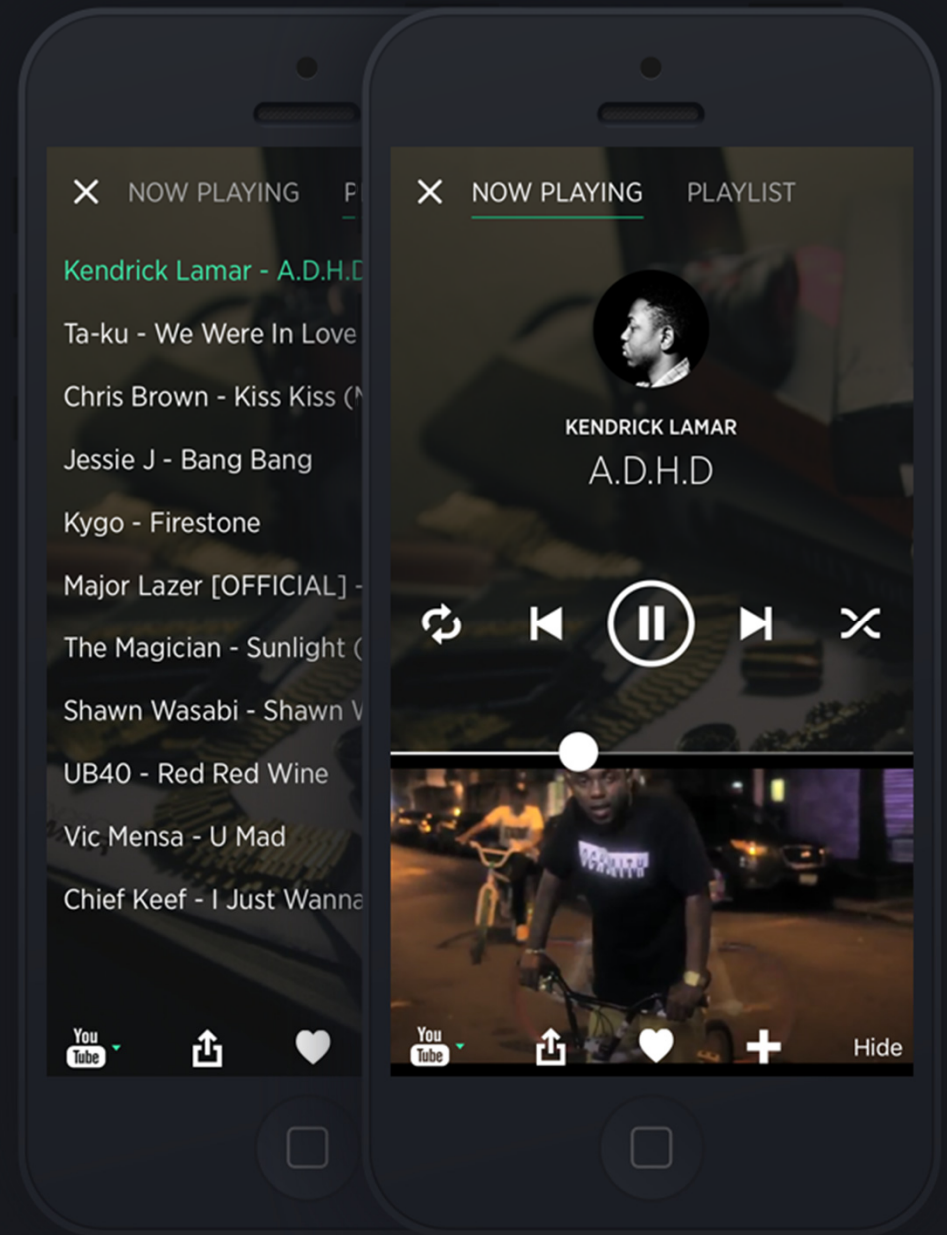 NOW PLAYING
Kendrick Lamar - A.D.H.D
Ta-ku - We Were In Love
Chris Brown - Kiss Kiss (
Jessie J - Bang Bang
Kygo - Firestone
Major Lazer [OFFICIAL] -
The Magician - Sunlight (
Shawn Wasabi - Shawn
UB40 - Red Red Wine
Vic Mensa - U Mad
Chief Keef - I Just Wanna
You
Tube
NOW PLAYING PLAYLIST
KENDRICK LAMAR
A.D.H.D
You
Tube
Hide